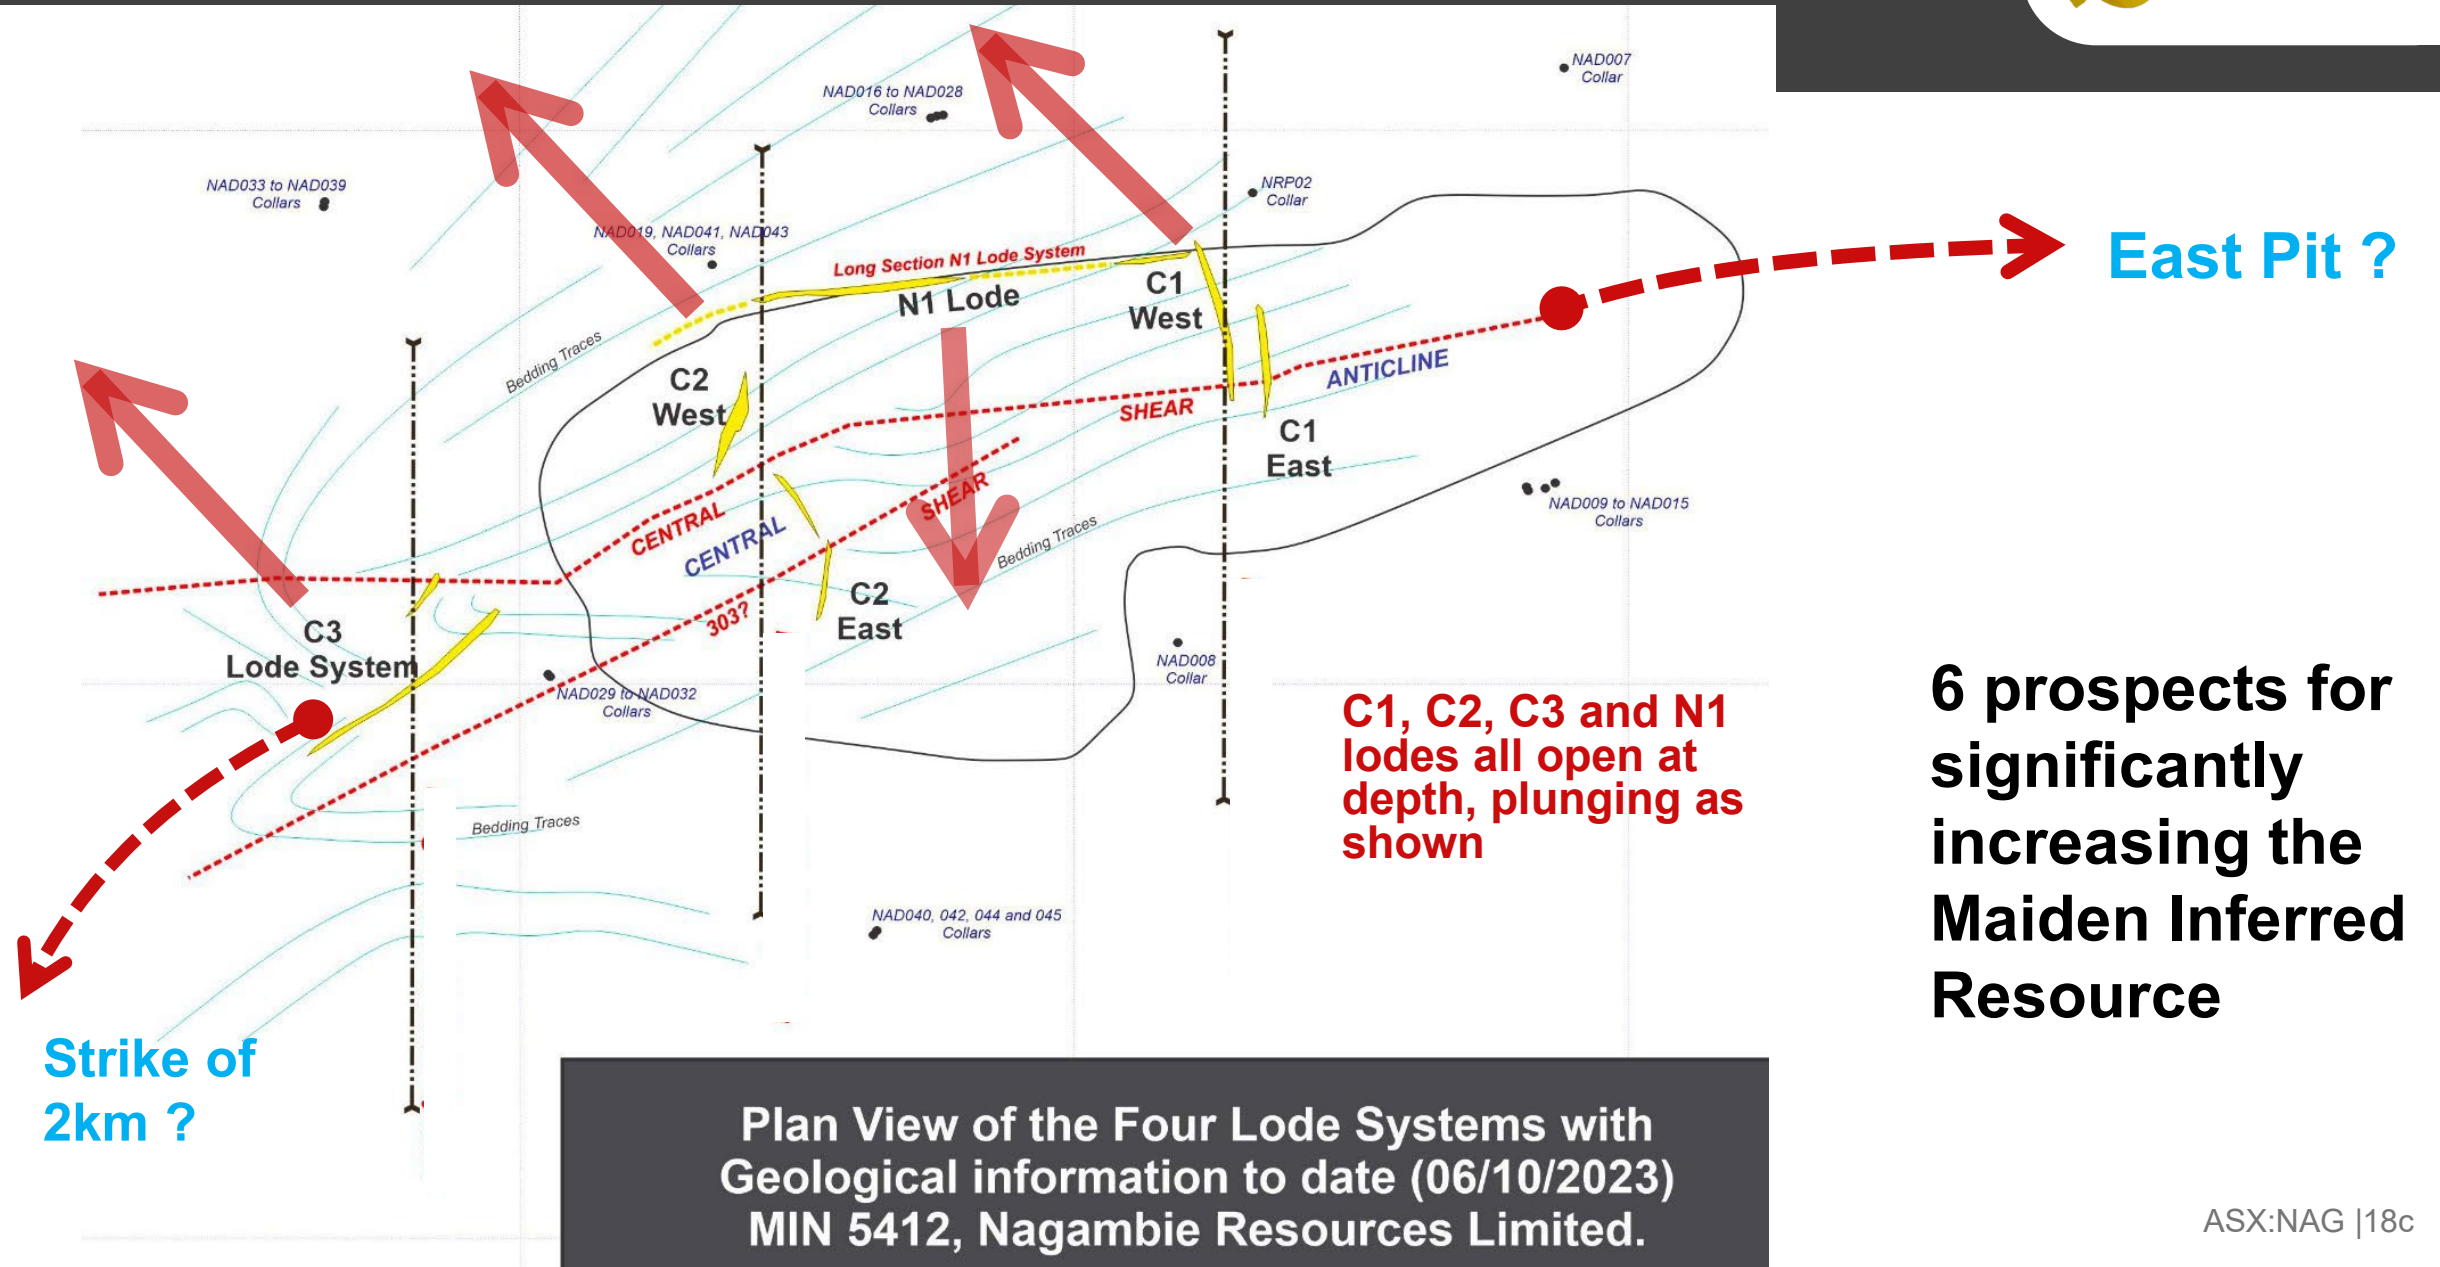 NAD007
Collar
NAD016 to NAD028
Collars
NAD033 to NAD039
Collars
NRP02
Collar
NAD019, NAD041, NAD043
Collars
Long Section N1 Lode System
East Pit ?
N1 Lode
C1
West
Bedding Traces
C2
West
ANTICLINE
SHEAR
C1
East
SHEAR
NAD009 to NAD015
Collars
CENTRAL
CENTRAL
Bedding Traces
C2
East
303?
C3
Lode System
NAD008
Collar
NAD029 to NAD032
Collars
C1, C2, C3 and N1
lodes all open at
depth, plunging as
shown
6 prospects for
significantly
increasing the
Maiden Inferred
Resource
Bedding Traces
NAD040, 042, 044 and 045
Collars
Strike of
2km ?
Plan View of the Four Lode Systems with
Geological information to date (06/10/2023)
MIN 5412, Nagambie Resources Limited.
ASX:NAG |18c